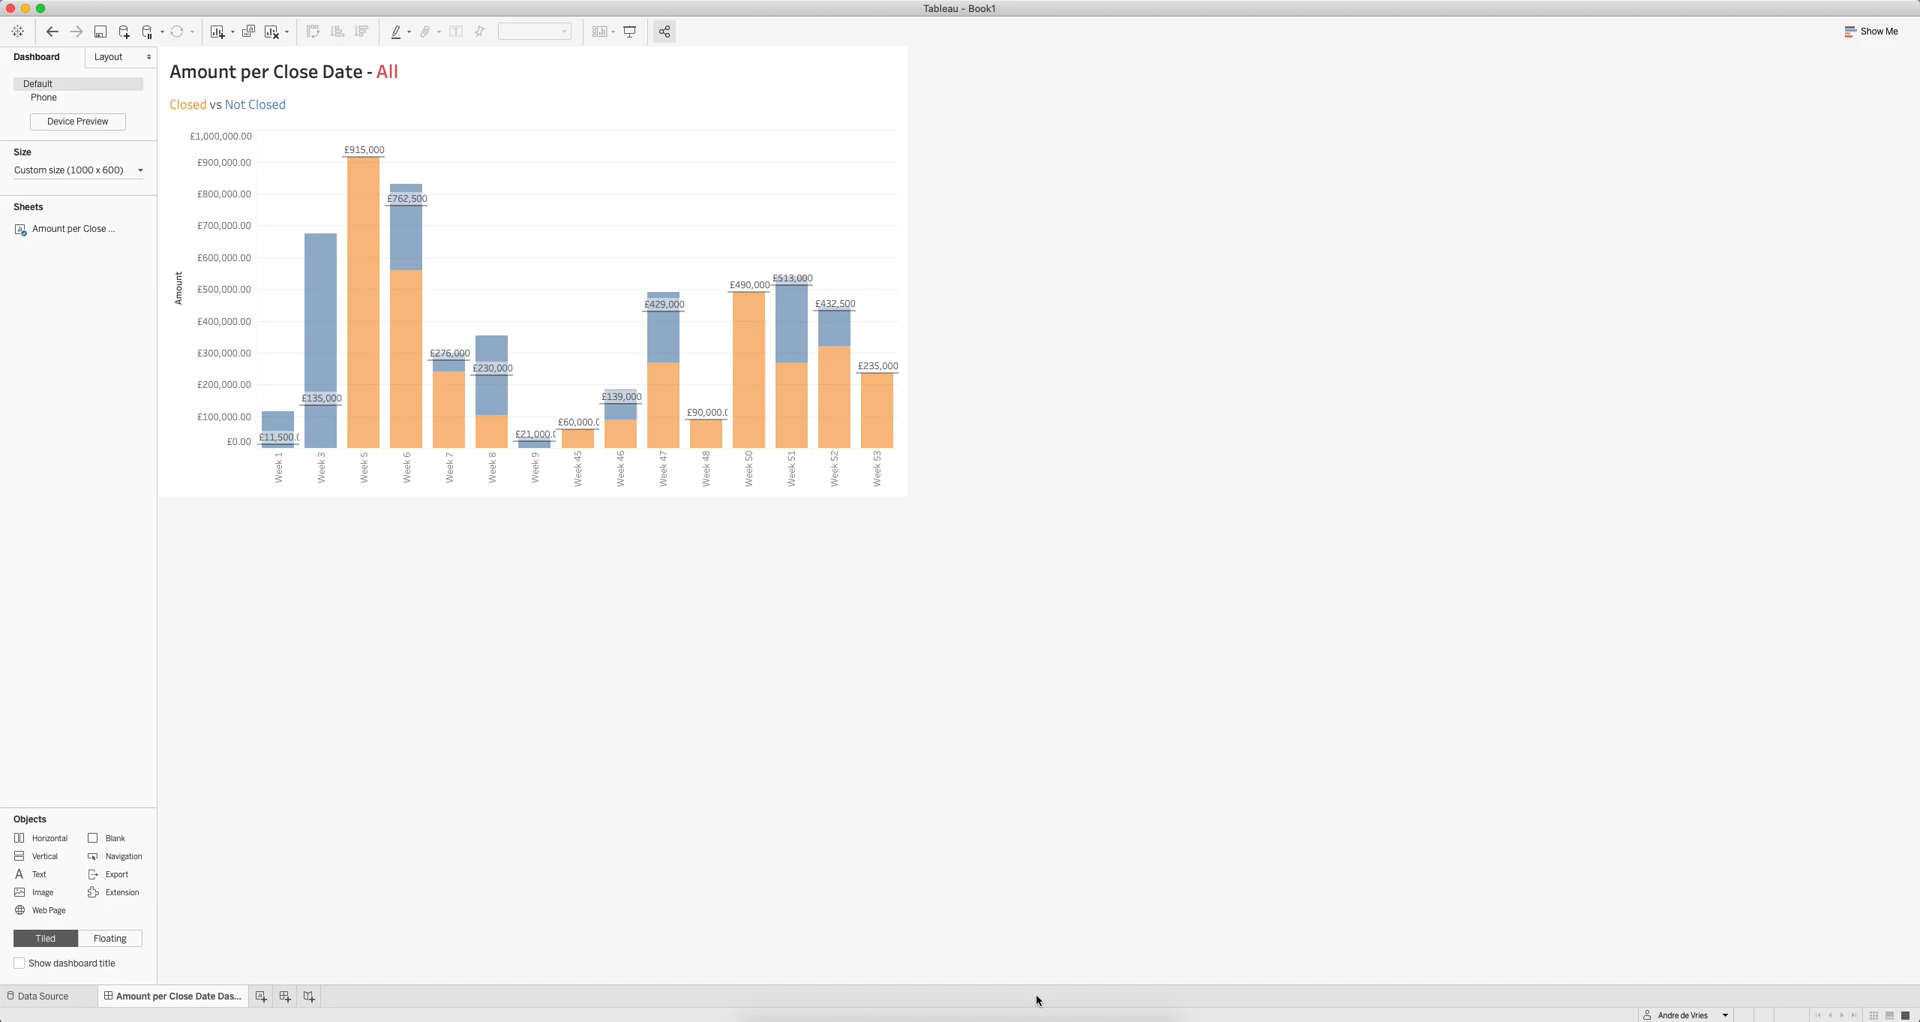 Tableau - Book1
Show Me
Dashboard
Layout
Default
Phone
Device Preview
Size
Custom size (1000 x 600)
Sheets
Amount per Close ...
Objects
Horizontal
Blank
Vertical
Navigation
Text
Export
Image
Extension
Web Page
Tiled
Floating
Show dashboard title
Amount per Close Date - All
Closed vs Not Closed
Amount
£1,000,000.00
£900,000.00
£800,000.00
£700,000.00
£600,000.00
£500,000.00
£400,000.00
£300,000.00
£200,000.00
£100,000.00
£0.00
£11,500.0
£135,000
£915,000
£762,500
£276,000
£230,000
£21,000.0
£60,000.0
£139,000
£429,000
£90,000.0
£490,000
£513,000
£432,500
£235,000
Week 1
Week 3
Week 5
Week 6
Week 7
Week 8
Week 9
Week 45
Week 46
Week 47
Week 48
Week 50
Week 51
Week 52
Week 53
Data Source
Amount per Close Date Das...
Andre de Vries